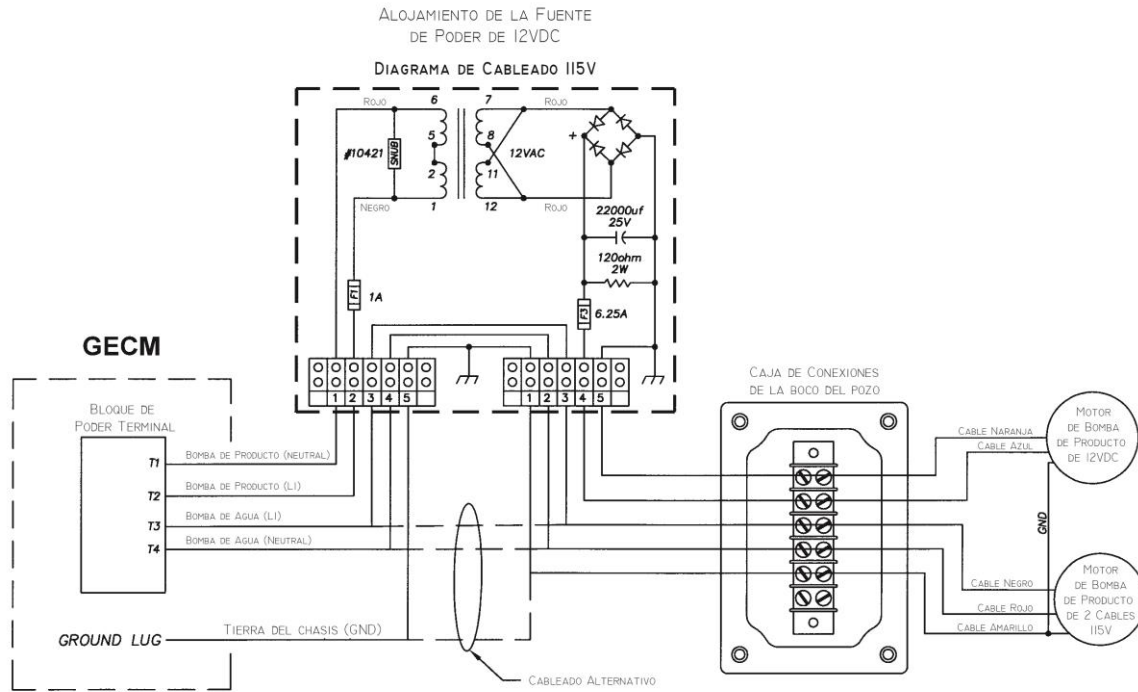 ALOJAMIENTO DE LA FUENTE
DE PODER DE 12VDC
DIAGRAMA DE CABLEADO 115V
ROJO
6
7
ROJO
5
8
+
#10421
SNUB
12VAC
2
11
NEGRO
1
12
ROJO
22000uf
25V
120ohm
2W
F1
1A
F3
6.25A
GECM
1 2 3 4 5
1 2 3 4 5
BLOQUE DE
PODER TERMINAL
T1
BOMBA DE PRODUCTO (NEUTRAL)
T2
BOMBA DE PRODUCTO (L1)
T3
BOMBA DE AGUA (L1)
T4
BOMBA DE AGUA (NEUTRAL)
GROUND LUG
TIERRA DEL CHASIS (GND)
CABLEADO ALTERNATIVO
CAJA DE CONEXIONES
DE LA BOCO DEL POZO
CABLE NARANJA
CABLE AZUL
MOTOR
DE BOMBA
DE PRODUCTO
DE 12VDC
GND
CABLE NEGRO
CABLE ROJO
CABLE AMARILLO
MOTOR
DE BOMBA
DE PRODUCTO
DE 2 CABLES
115V